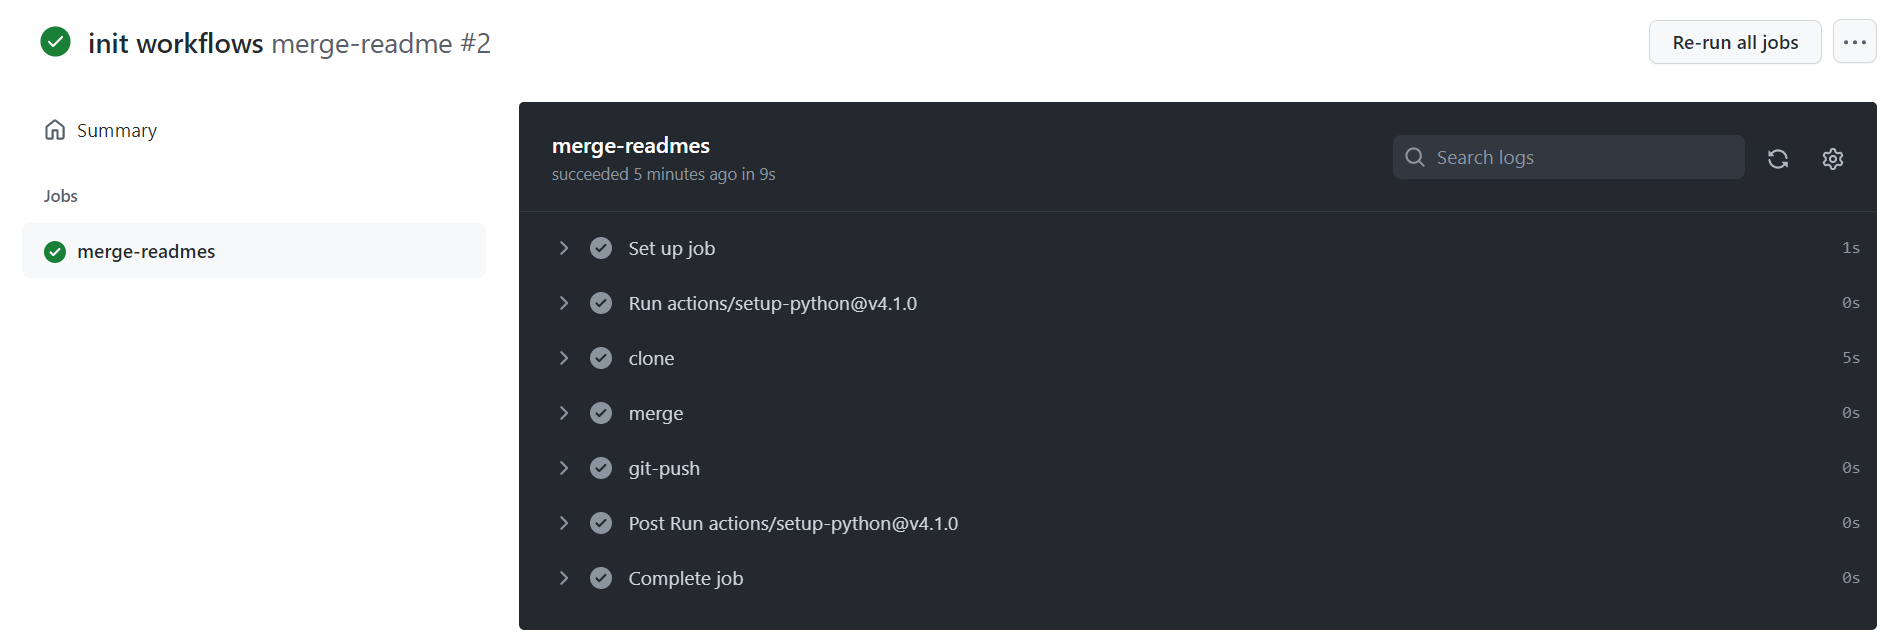 init workflows merge-readme #2
Re-run all jobs
Summary
Jobs
merge-readmes
merge-readmes
succeeded 5 minutes ago in 9s
Search logs
Set up job 1s
Run actions/setup-python@v4.1.0 0s
clone 5s
merge 0s
git-push 0s
Post Run actions/setup-python@v4.1.0 0s
Complete job 0s